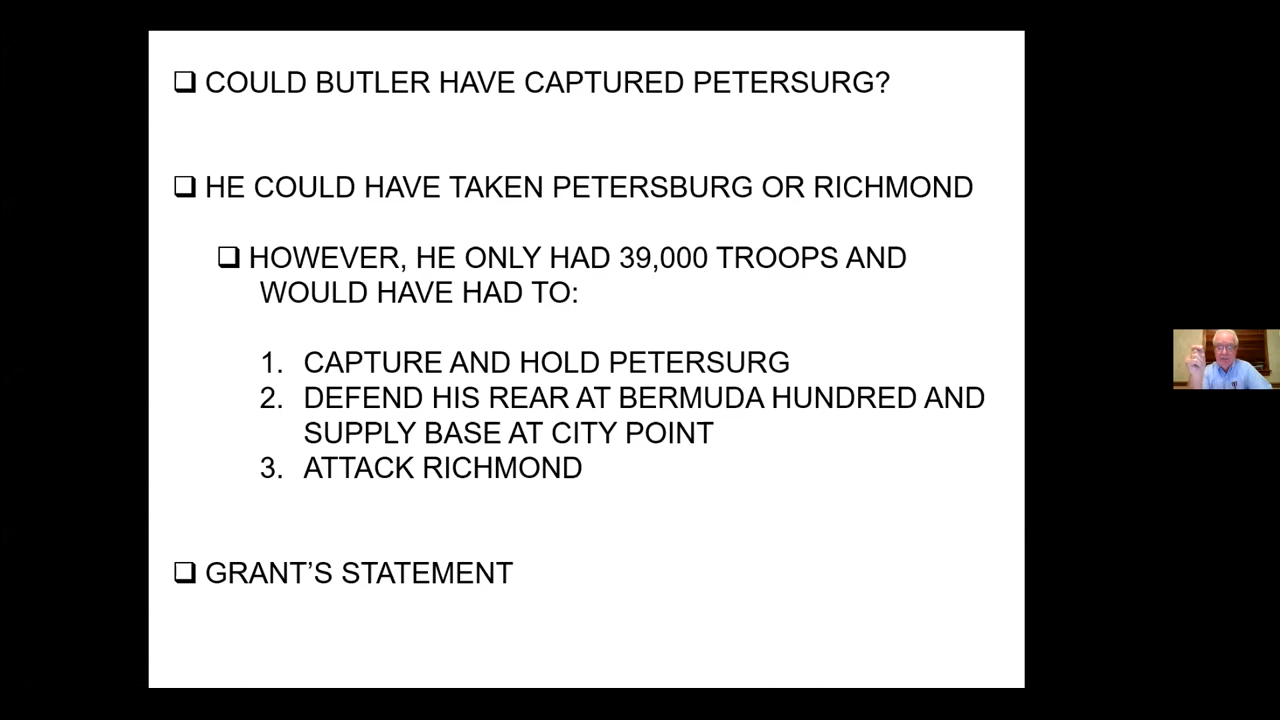 ❑ COULD BUTLER HAVE CAPTURED PETERSURG?
❑ HE COULD HAVE TAKEN PETERSBURG OR RICHMOND
❑ HOWEVER, HE ONLY HAD 39,000 TROOPS AND
WOULD HAVE HAD TO:
1. CAPTURE AND HOLD PETERSURG
2. DEFEND HIS REAR AT BERMUDA HUNDRED AND
SUPPLY BASE AT CITY POINT
3. ATTACK RICHMOND
❑ GRANT’S STATEMENT